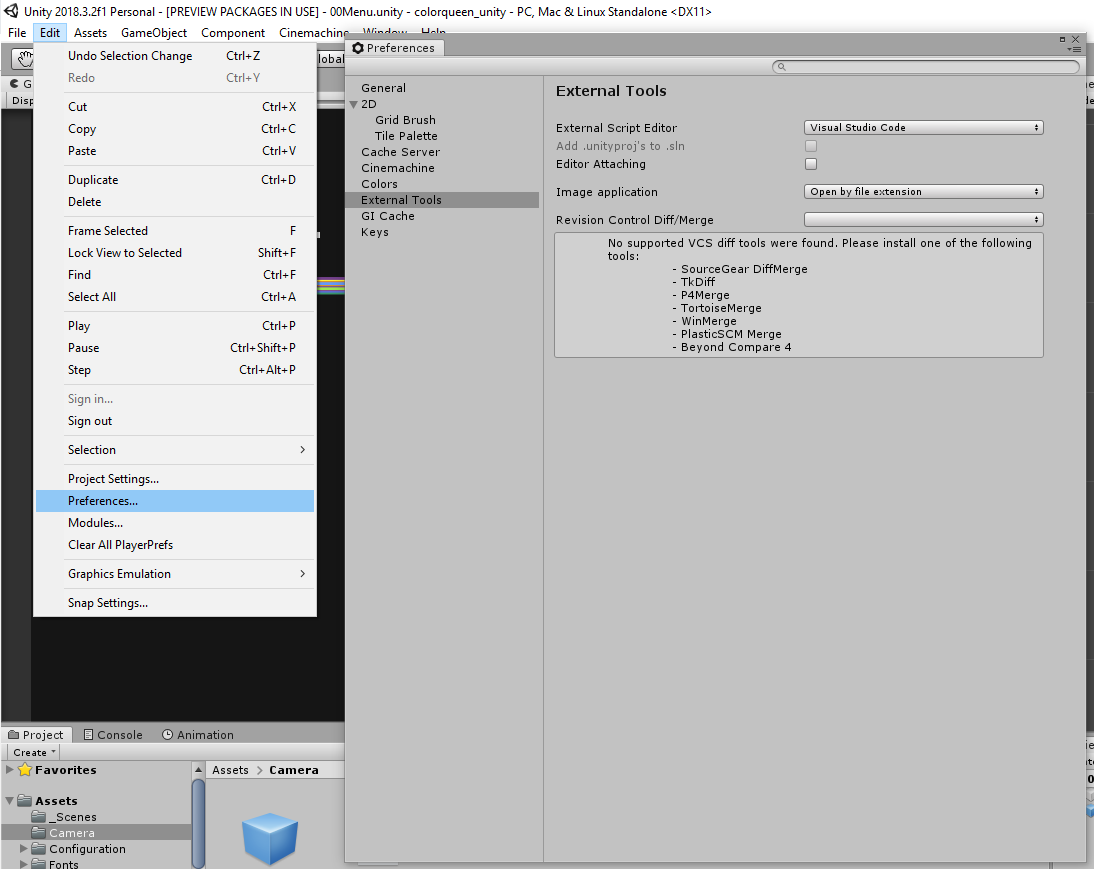 Unity 2018.3.2f1 Personal - [PREVIEW PACKAGES IN USE] - 00Menu.unity - colorqueen_unity - PC, Mac & Linux Standalone <DX11>
File Edit Assets GameObject Component Cinemachine Window Help
Undo Selection Change Ctrl+Z
Redo Ctrl+Y
Cut Ctrl+X
Copy Ctrl+C
Paste Ctrl+V
Duplicate Ctrl+D
Delete
Frame Selected F
Lock View to Selected Shift+F
Find Ctrl+F
Select All Ctrl+A
Play Ctrl+P
Pause Ctrl+Shift+P
Step Ctrl+Alt+P
Sign in...
Sign out
Selection
Project Settings...
Preferences...
Modules...
Clear All PlayerPrefs
Graphics Emulation
Snap Settings...
Preferences
General
2D
Grid Brush
Tile Palette
Cache Server
Cinemachine
Colors
External Tools
GI Cache
Keys
External Tools
External Script Editor Visual Studio Code
Add .unityproj's to .sln
Editor Attaching
Image application Open by file extension
Revision Control Diff/Merge
No supported VCS diff tools were found. Please install one of the following
tools:
- SourceGear DiffMerge
- TkDiff
- P4Merge
- TortoiseMerge
- WinMerge
- PlasticSCM Merge
- Beyond Compare 4
Project Console Animation
Create
Favorites
Assets
_Scenes
Camera
Configuration
Fonts
Assets > Camera